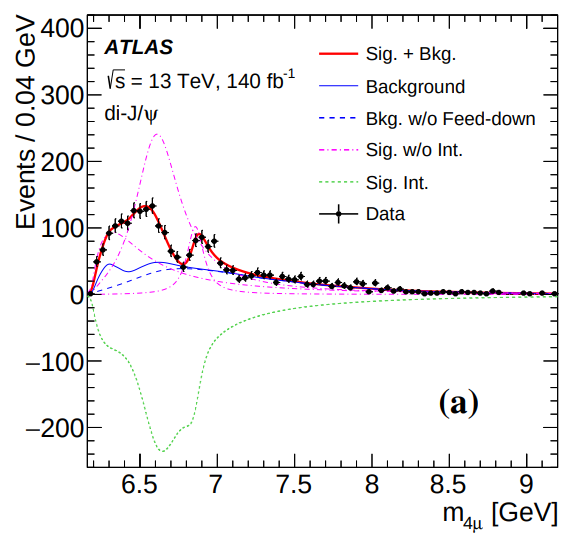 Events / 0.04 GeV
400
300
200
100
0
−100
−200
ATLAS
√s = 13 TeV, 140 fb⁻¹
di-J/ψ
Sig. + Bkg.
Background
Bkg. w/o Feed-down
Sig. w/o Int.
Sig. Int.
Data
(a)
6.5 7 7.5 8 8.5 9
m4μ [GeV]